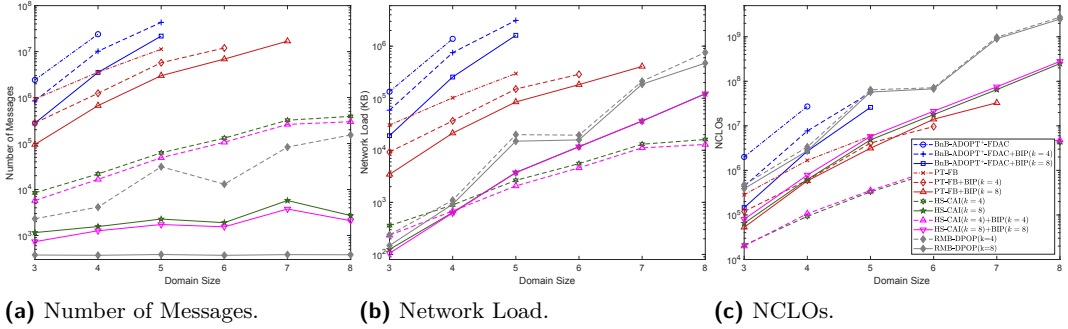 Number of Messages
10^8
10^7
10^6
10^5
10^4
10^3
3 4 5 6 7 8
Domain Size
Network Load (KB)
10^6
10^5
10^4
10^3
10^2
3 4 5 6 7 8
Domain Size
NCLOs
10^10
10^9
10^8
10^7
10^6
10^5
10^4
3 4 5 6 7 8
Domain Size
BnB-ADOPT+-FDAC
BnB-ADOPT+-FDAC+BIP(k = 4)
BnB-ADOPT+-FDAC+BIP(k = 8)
PT-FB
PT-FB+BIP(k = 4)
PT-FB+BIP(k = 8)
HS-CAI(k = 4)
HS-CAI(k = 8)
HS-CAI(k = 4)+BIP(k = 4)
HS-CAI(k = 8)+BIP(k = 8)
RMB-DPOP(k=4)
RMB-DPOP(k=8)
(a) Number of Messages.
(b) Network Load.
(c) NCLOs.